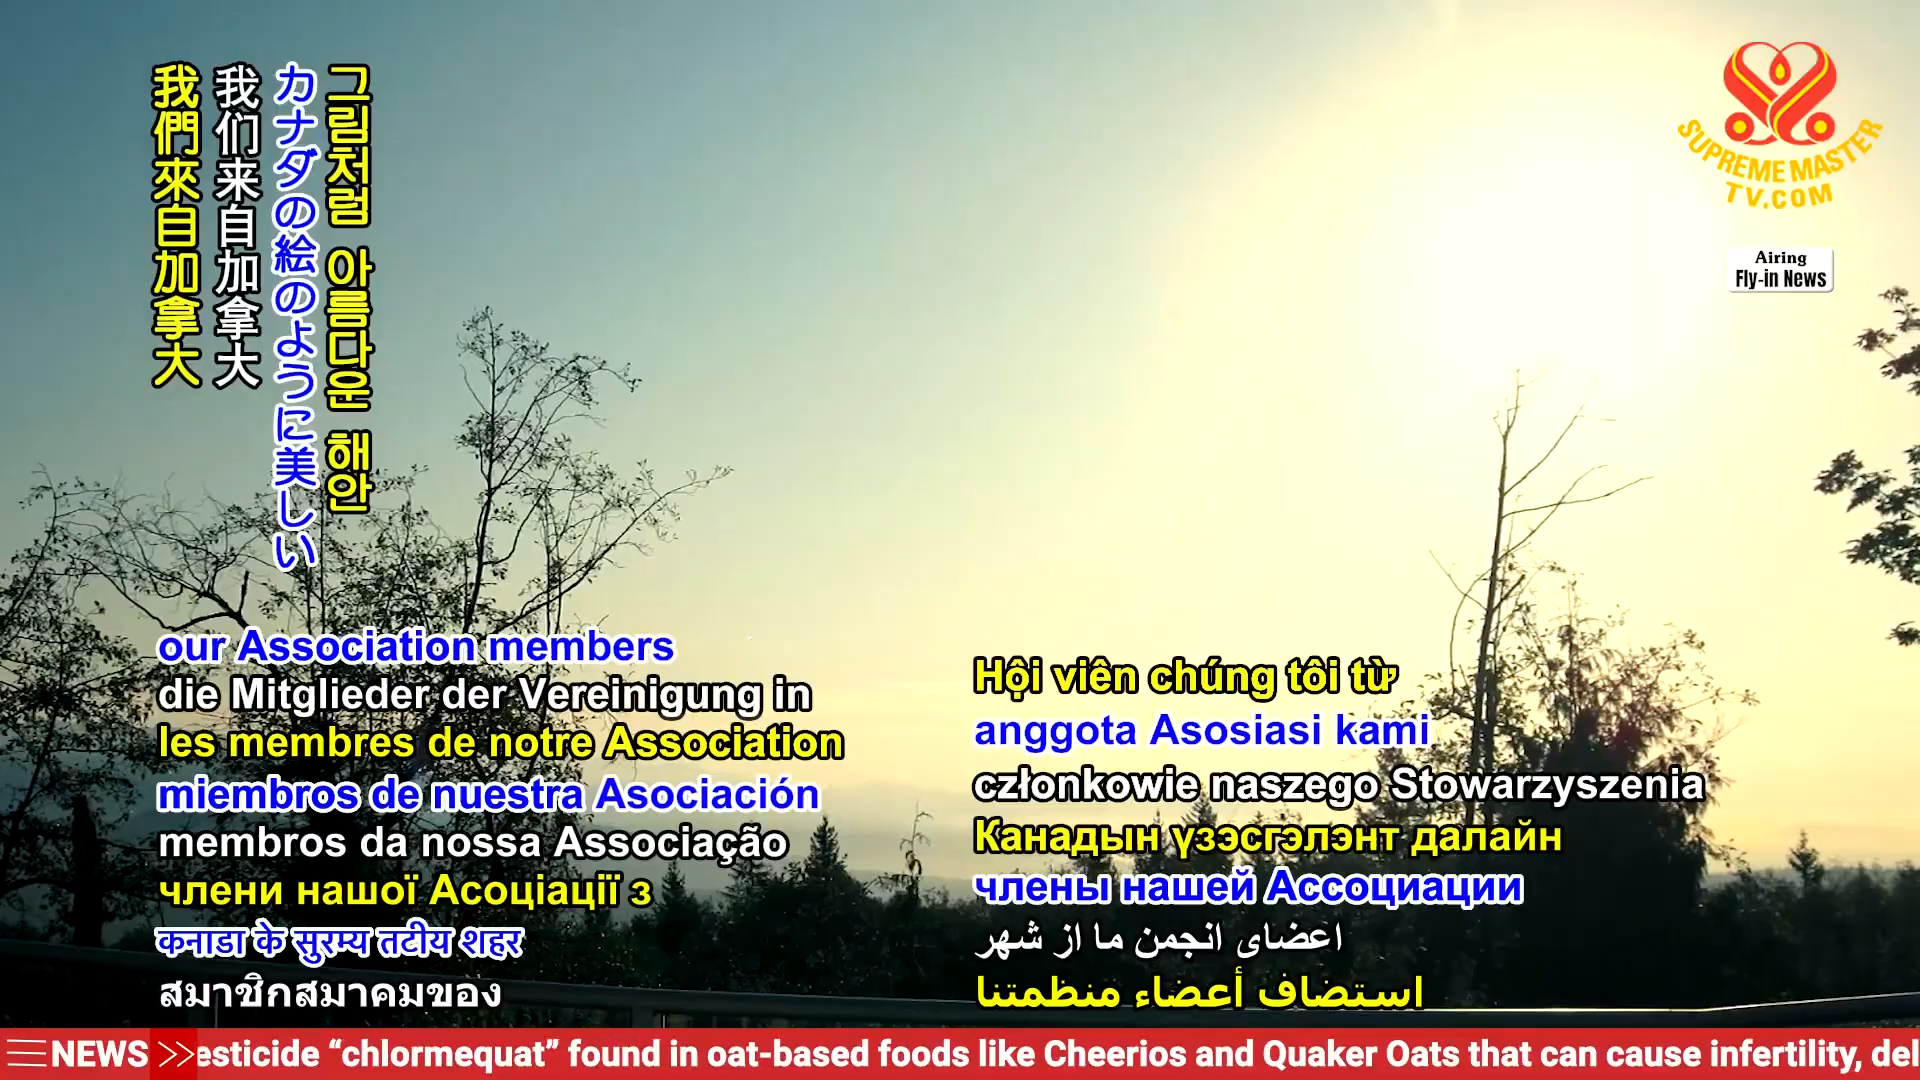 我們來自加拿大
我们来自加拿大
カナダの絵のように美しい
그림처럼 아름다운 해안
SUPREME MASTER
TV.COM
Airing
Fly-in News
our Association members
die Mitglieder der Vereinigung in
les membres de notre Association
miembros de nuestra Asociación
membros da nossa Associação
члени нашої Асоціації з
कनाडा के सुरम्य तटीय शहर
สมาชิกสมาคมของ
Hội viên chúng tôi từ
anggota Asosiasi kami
członkowie naszego Stowarzyszenia
Канадын үзэсгэлэнт далайн
члены нашей Ассоциации
اعضای انجمن ما از شهر
استضاف أعضاء منظمتنا
NEWS
esticide “chlormequat” found in oat-based foods like Cheerios and Quaker Oats that can cause infertility, del